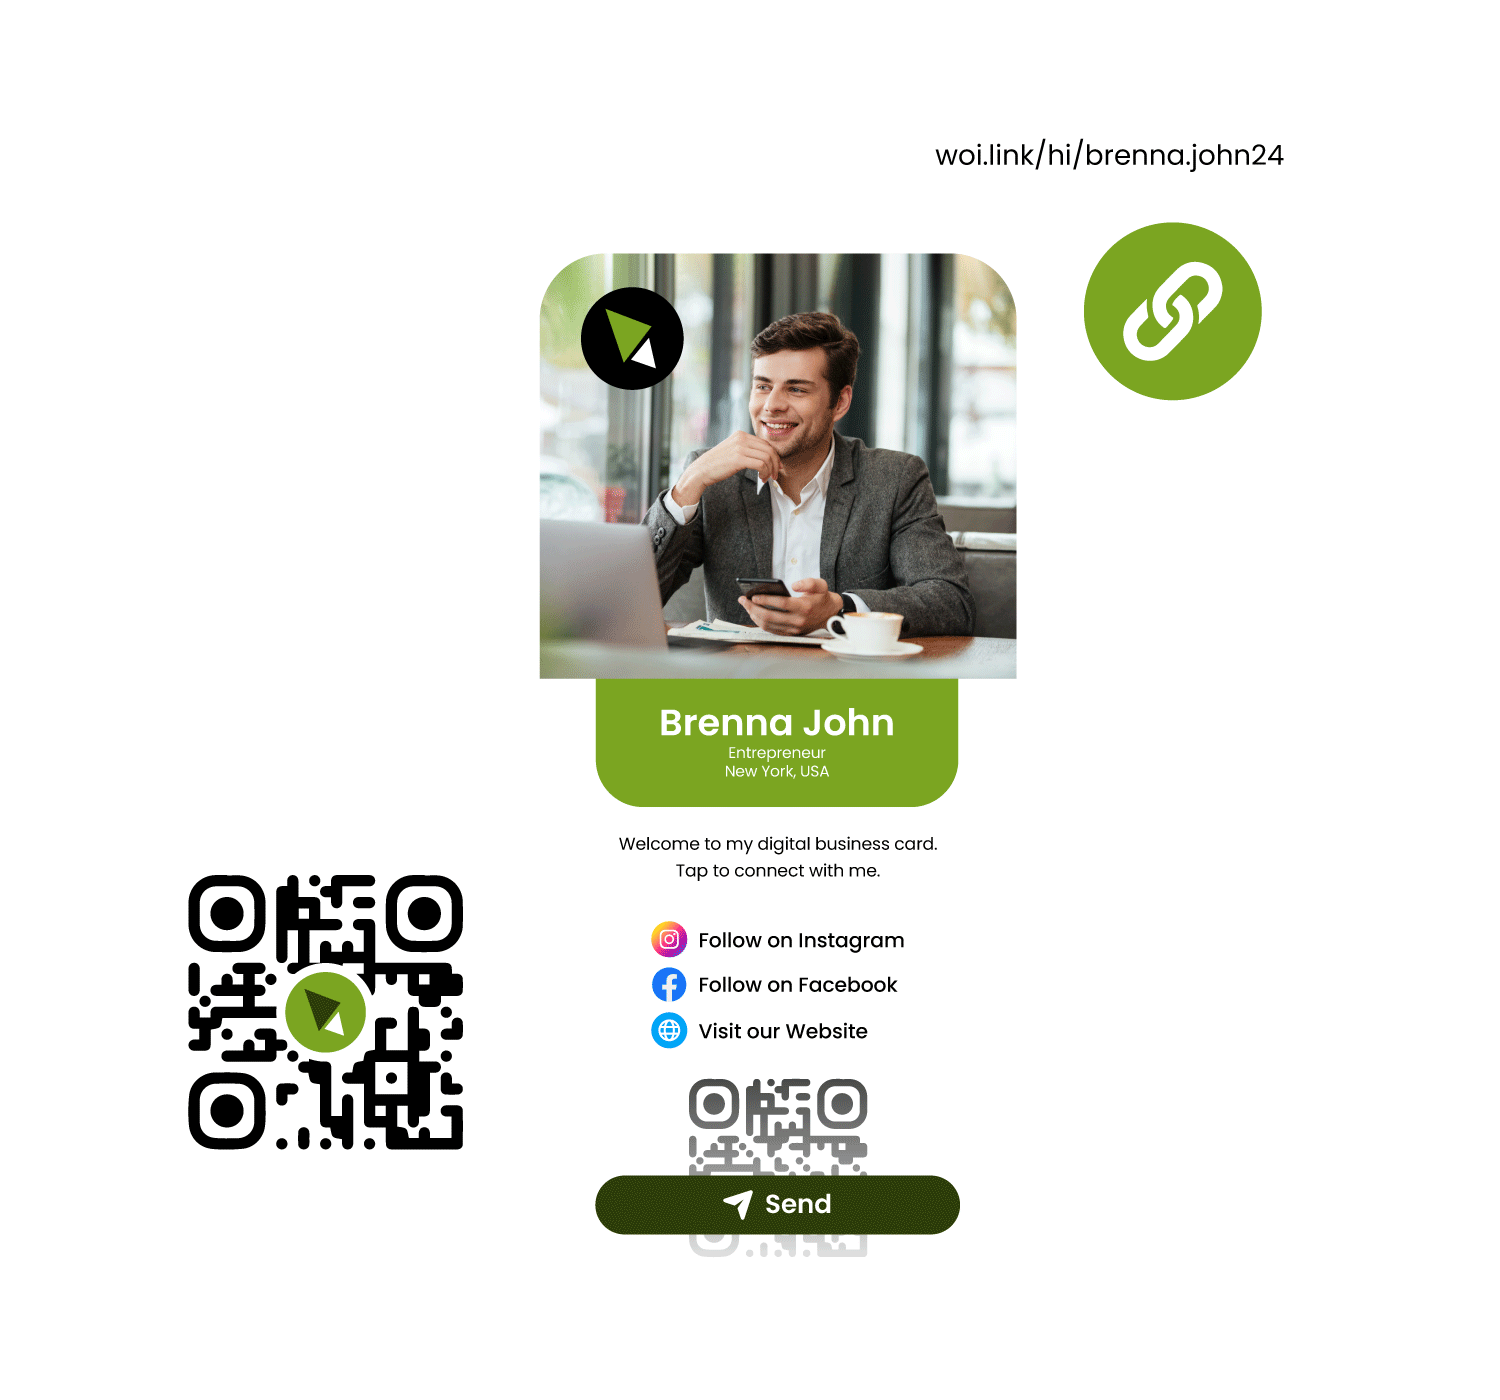 woi.link/hi/brenna.john24
Brenna John
Entrepreneur
New York, USA
Welcome to my digital business card.
Tap to connect with me.
Follow on Instagram
Follow on Facebook
Visit our Website
Send